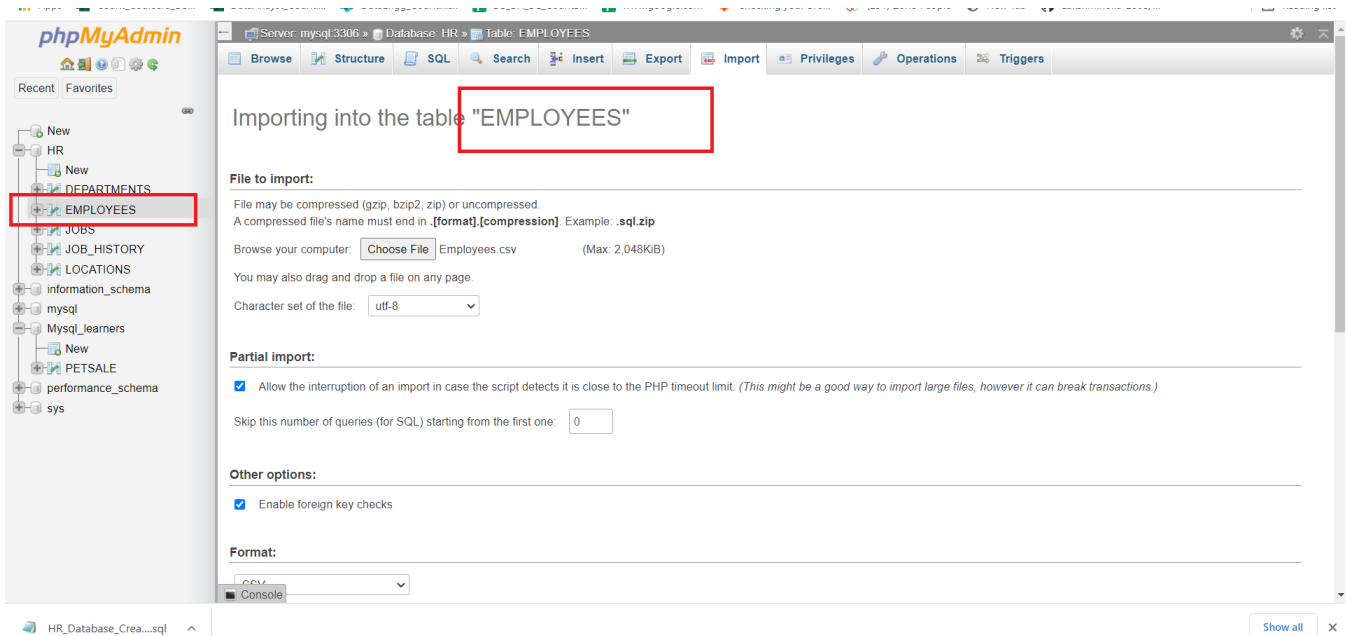 phpMyAdmin
Recent Favorites
New
HR
New
DEPARTMENTS
EMPLOYEES
JOBS
JOB_HISTORY
LOCATIONS
information_schema
mysql
Mysql_learners
New
PETSALE
performance_schema
sys
Server: mysql:3306 » Database: HR » Table: EMPLOYEES
Browse Structure SQL Search Insert Export Import Privileges Operations Triggers
Importing into the table "EMPLOYEES"
File to import:
File may be compressed (gzip, bzip2, zip) or uncompressed.
A compressed file's name must end in .[format].[compression]. Example: .sql.zip
Browse your computer: Choose File Employees.csv (Max: 2,048KiB)
You may also drag and drop a file on any page.
Character set of the file: utf-8
Partial import:
Allow the interruption of an import in case the script detects it is close to the PHP timeout limit. (This might be a good way to import large files, however it can break transactions.)
Skip this number of queries (for SQL) starting from the first one: 0
Other options:
Enable foreign key checks
Format:
CSV
Console
HR_Database_Crea....sql
Show all